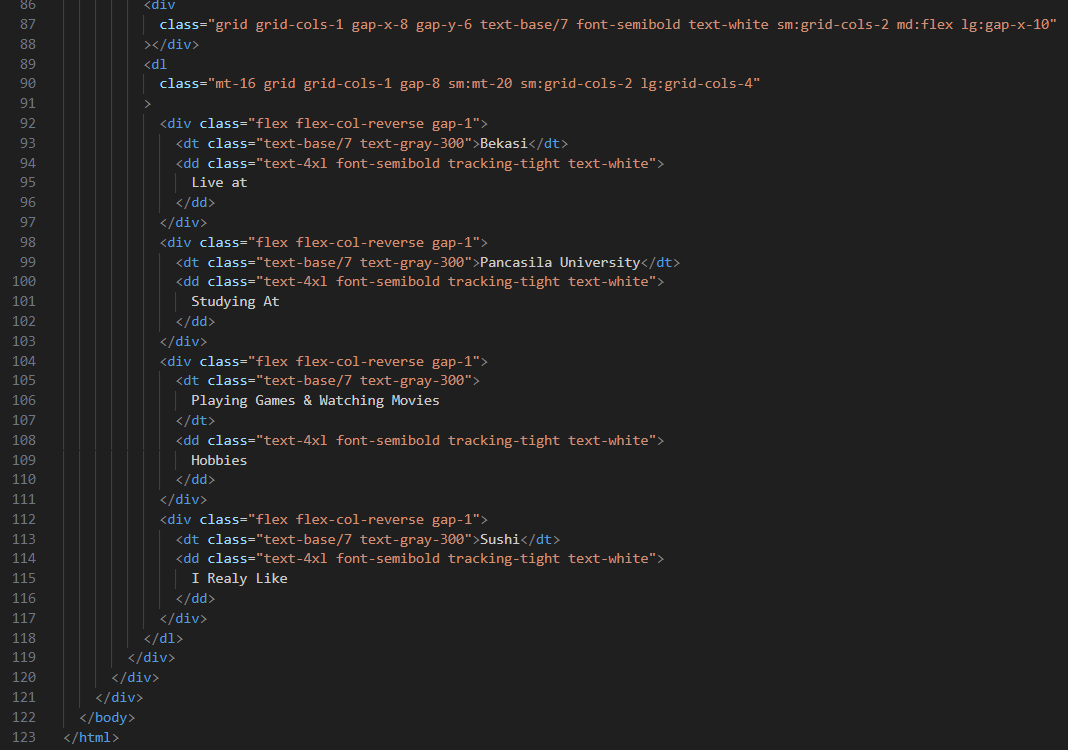 86 <div
87 class="grid grid-cols-1 gap-x-8 gap-y-6 text-base/7 font-semibold text-white sm:grid-cols-2 md:flex lg:gap-x-10"
88 ></div>
89 <dl
90 class="mt-16 grid grid-cols-1 gap-8 sm:mt-20 sm:grid-cols-2 lg:grid-cols-4"
91 >
92 <div class="flex flex-col-reverse gap-1">
93 <dt class="text-base/7 text-gray-300">Bekasi</dt>
94 <dd class="text-4xl font-semibold tracking-tight text-white">
95 Live at
96 </dd>
97 </div>
98 <div class="flex flex-col-reverse gap-1">
99 <dt class="text-base/7 text-gray-300">Pancasila University</dt>
100 <dd class="text-4xl font-semibold tracking-tight text-white">
101 Studying At
102 </dd>
103 </div>
104 <div class="flex flex-col-reverse gap-1">
105 <dt class="text-base/7 text-gray-300">
106 Playing Games & Watching Movies
107 </dt>
108 <dd class="text-4xl font-semibold tracking-tight text-white">
109 Hobbies
110 </dd>
111 </div>
112 <div class="flex flex-col-reverse gap-1">
113 <dt class="text-base/7 text-gray-300">Sushi</dt>
114 <dd class="text-4xl font-semibold tracking-tight text-white">
115 I Realy Like
116 </dd>
117 </div>
118 </dl>
119 </div>
120 </div>
121 </div>
122 </body>
123 </html>